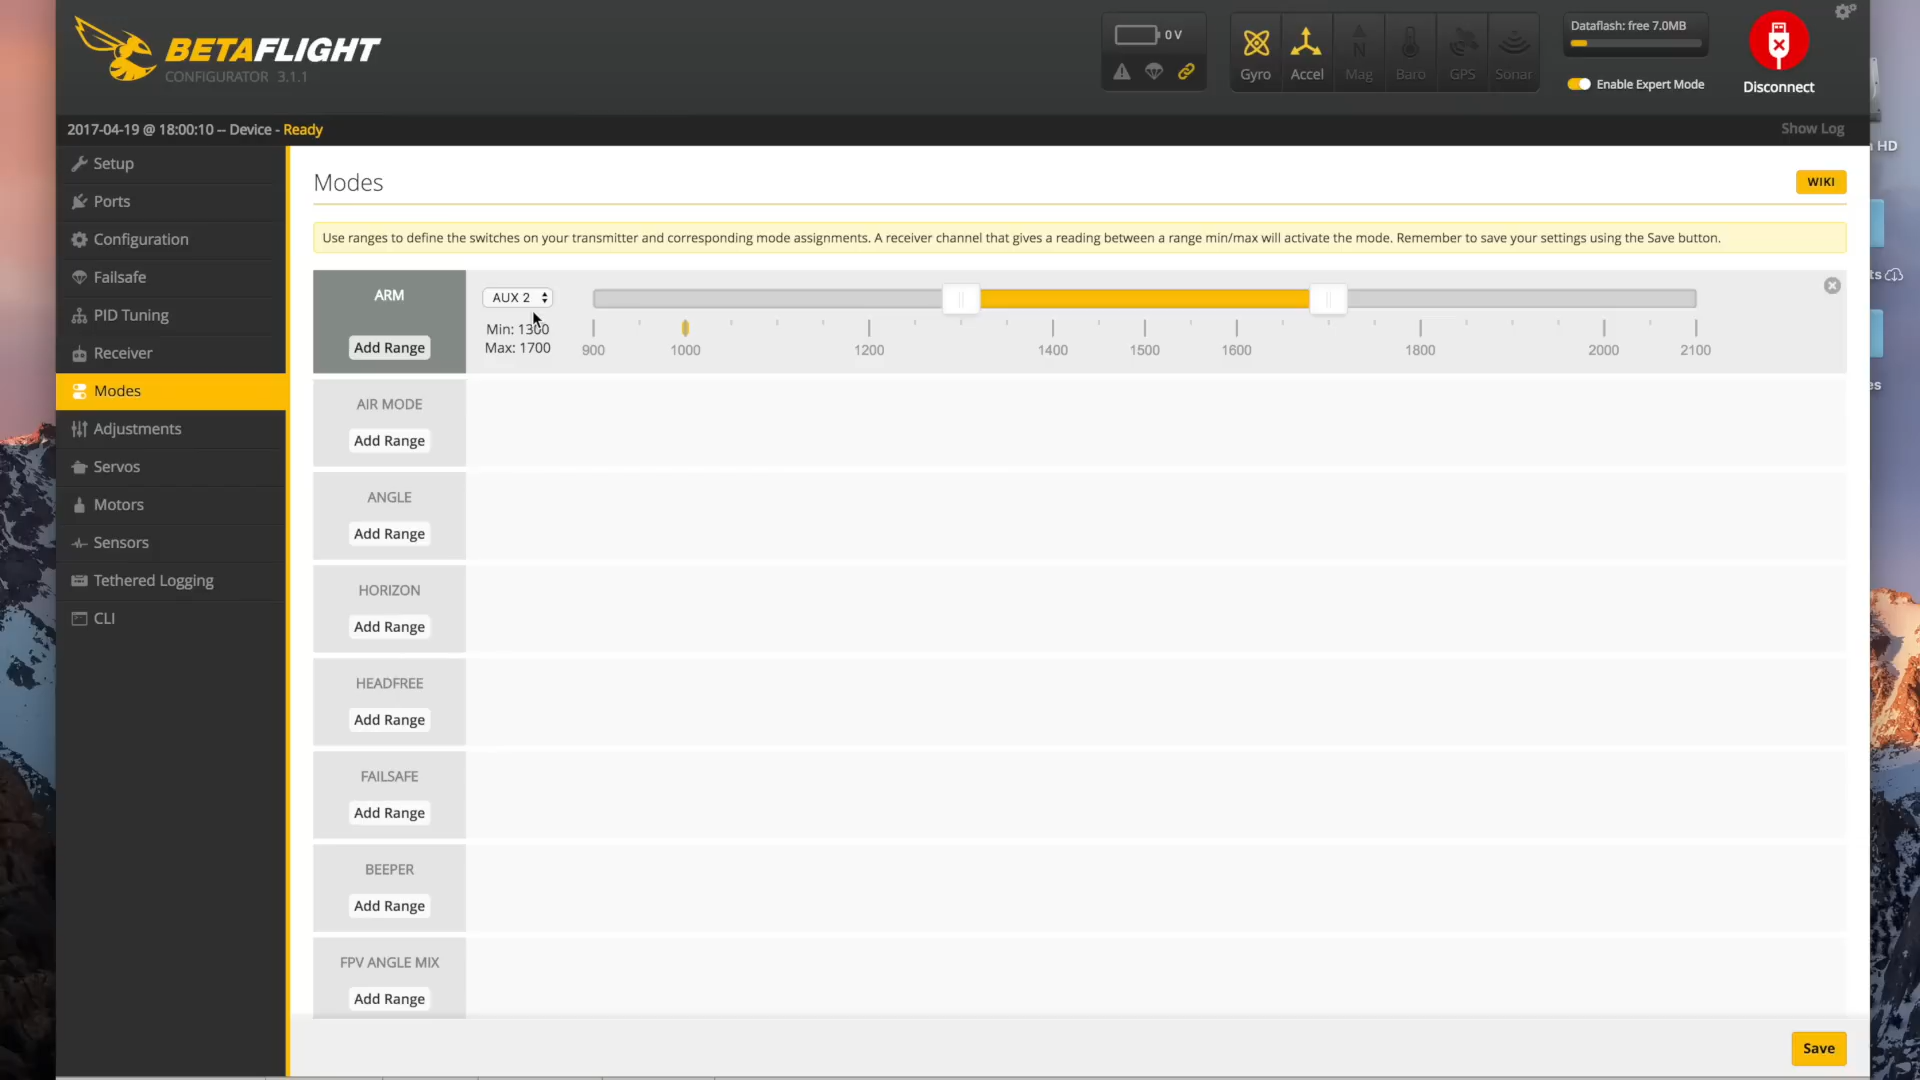 BETAFLIGHT
CONFIGURATOR 3.1.1
0 V
Gyro
Accel
Mag
Baro
GPS
Sonar
Dataflash: free 7.0MB
Enable Expert Mode
Disconnect
2017-04-19 @ 18:00:10 -- Device - Ready
Show Log
HD
Setup
Ports
Configuration
Failsafe
PID Tuning
Receiver
Modes
Adjustments
Servos
Motors
Sensors
Tethered Logging
CLI
Modes
WIKI
Use ranges to define the switches on your transmitter and corresponding mode assignments. A receiver channel that gives a reading between a range min/max will activate the mode. Remember to save your settings using the Save button.
ARM
Add Range
AUX 2
Min: 1300
Max: 1700
900 1000 1200 1400 1500 1600 1800 2000 2100
AIR MODE
Add Range
ANGLE
Add Range
HORIZON
Add Range
HEADFREE
Add Range
FAILSAFE
Add Range
BEEPER
Add Range
FPV ANGLE MIX
Add Range
Save
ts
es